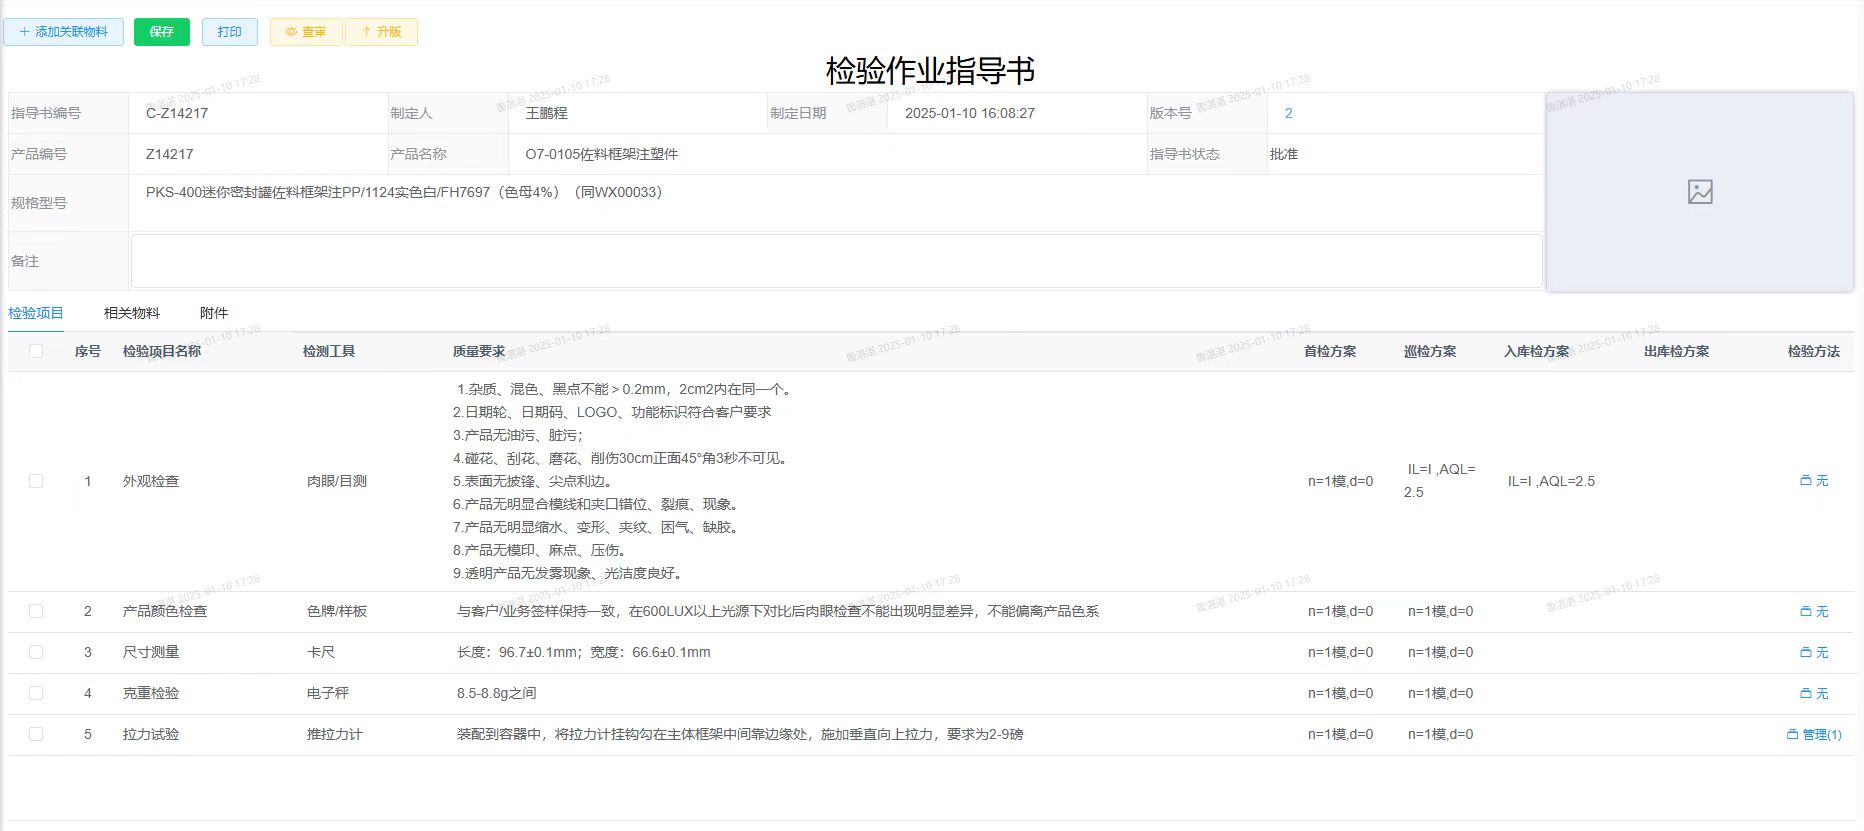 添加关联物料 保存 打印 查审 升版
检验作业指导书
指导书编号 C-Z14217 制定人 王鹏程 制定日期 2025-01-10 16:08:27 版本号 2
产品编号 Z14217 产品名称 O7-0105佐料框架注塑件 指导书状态 批准
规格型号 PKS-400迷你密封罐佐料框架注PP/1124实色白/FH7697（色母4%）（同WX00033）
备注
检验项目 相关物料 附件
序号 检验项目名称 检测工具 质量要求 首检方案 巡检方案 入库检方案 出库检方案 检验方法
1 外观检查 肉眼/目测
1.杂质、混色、黑点不能＞0.2mm，2cm2内在同一个。
2.日期轮、日期码、LOGO、功能标识符合客户要求
3.产品无油污、脏污；
4.碰花、刮花、磨花、削伤30cm正面45°角3秒不可见。
5.表面无披锋、尖点利边。
6.产品无明显合模线和夹口错位、裂痕、现象。
7.产品无明显缩水、变形、夹纹、困气、缺胶。
8.产品无模印、麻点、压伤。
9.透明产品无发雾现象、光洁度良好。
n=1模,d=0 IL=I ,AQL=
2.5
IL=I ,AQL=2.5 无
2 产品颜色检查 色牌/样板 与客户/业务签样保持一致，在600LUX以上光源下对比后肉眼检查不能出现明显差异，不能偏离产品色系 n=1模,d=0 n=1模,d=0 无
3 尺寸测量 卡尺 长度：96.7±0.1mm；宽度：66.6±0.1mm n=1模,d=0 n=1模,d=0 无
4 克重检验 电子秤 8.5-8.8g之间 n=1模,d=0 n=1模,d=0 无
5 拉力试验 推拉力计 装配到容器中，将拉力计挂钩勾在主体框架中间靠边缘处，施加垂直向上拉力，要求为2-9磅 n=1模,d=0 n=1模,d=0 管理(1)